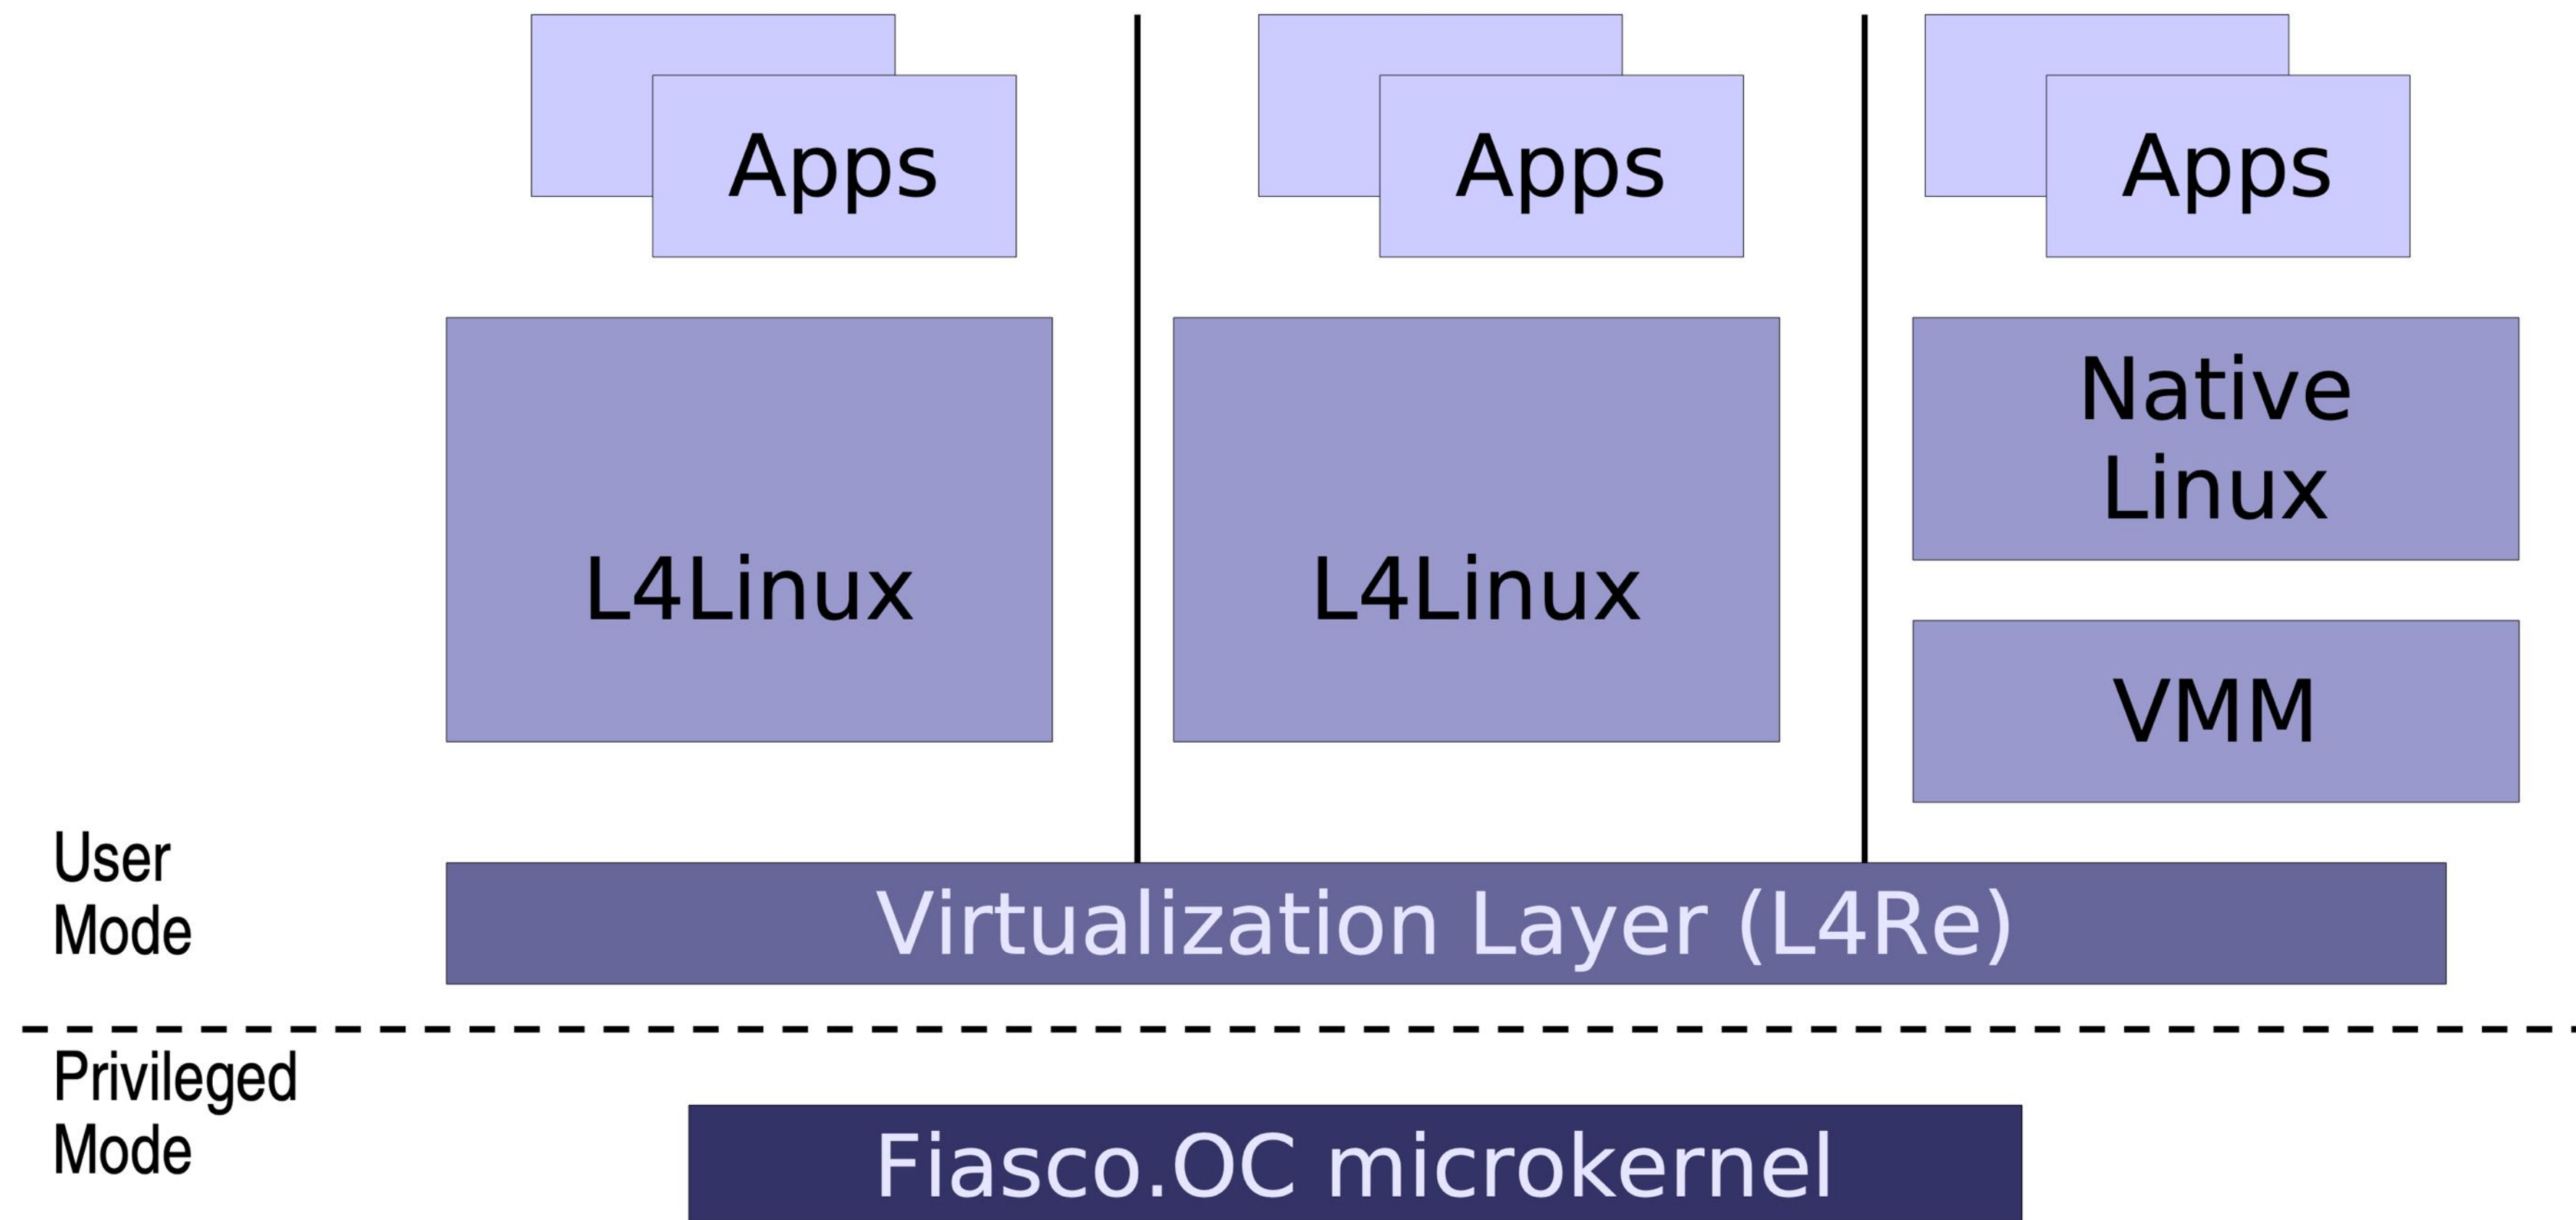 Apps
Apps
Apps
Native
Linux
L4Linux
L4Linux
VMM
User
Mode
Virtualization Layer (L4Re)
Privileged
Mode
Fiasco.OC microkernel